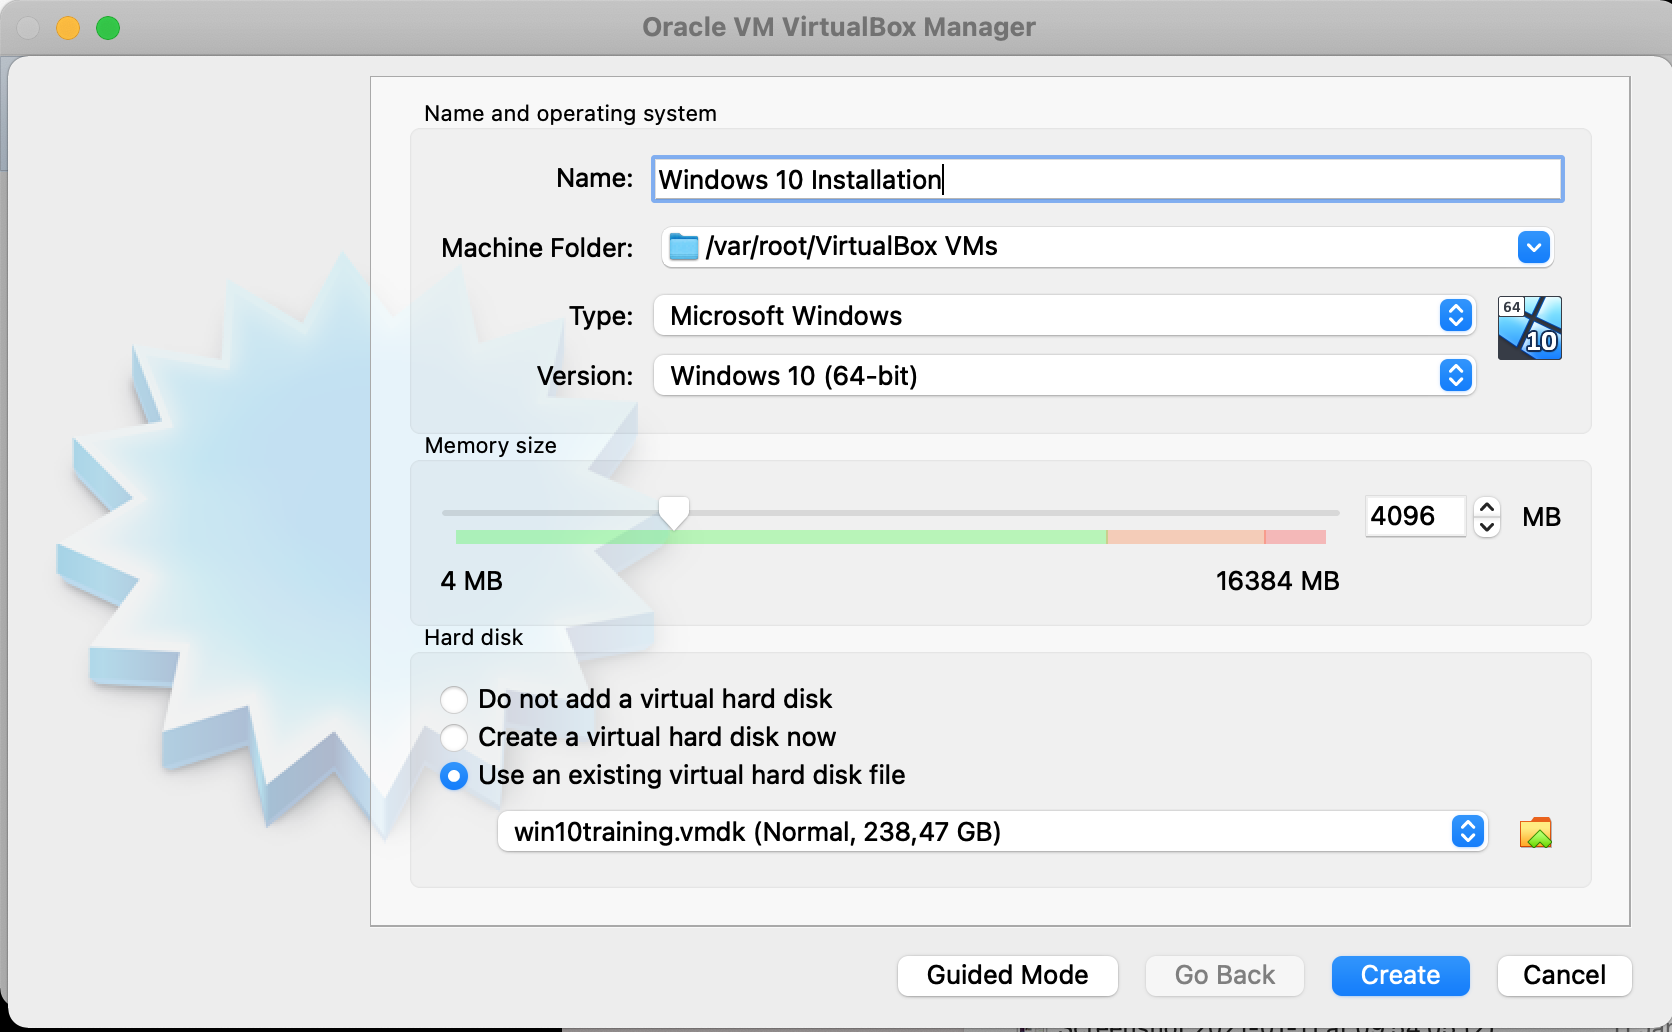 Oracle VM VirtualBox Manager
Name and operating system
Name: Windows 10 Installation
Machine Folder: /var/root/VirtualBox VMs
Type: Microsoft Windows
64
10
Version: Windows 10 (64-bit)
Memory size
4096 MB
4 MB 16384 MB
Hard disk
Do not add a virtual hard disk
Create a virtual hard disk now
Use an existing virtual hard disk file
win10training.vmdk (Normal, 238,47 GB)
Guided Mode Go Back Create Cancel